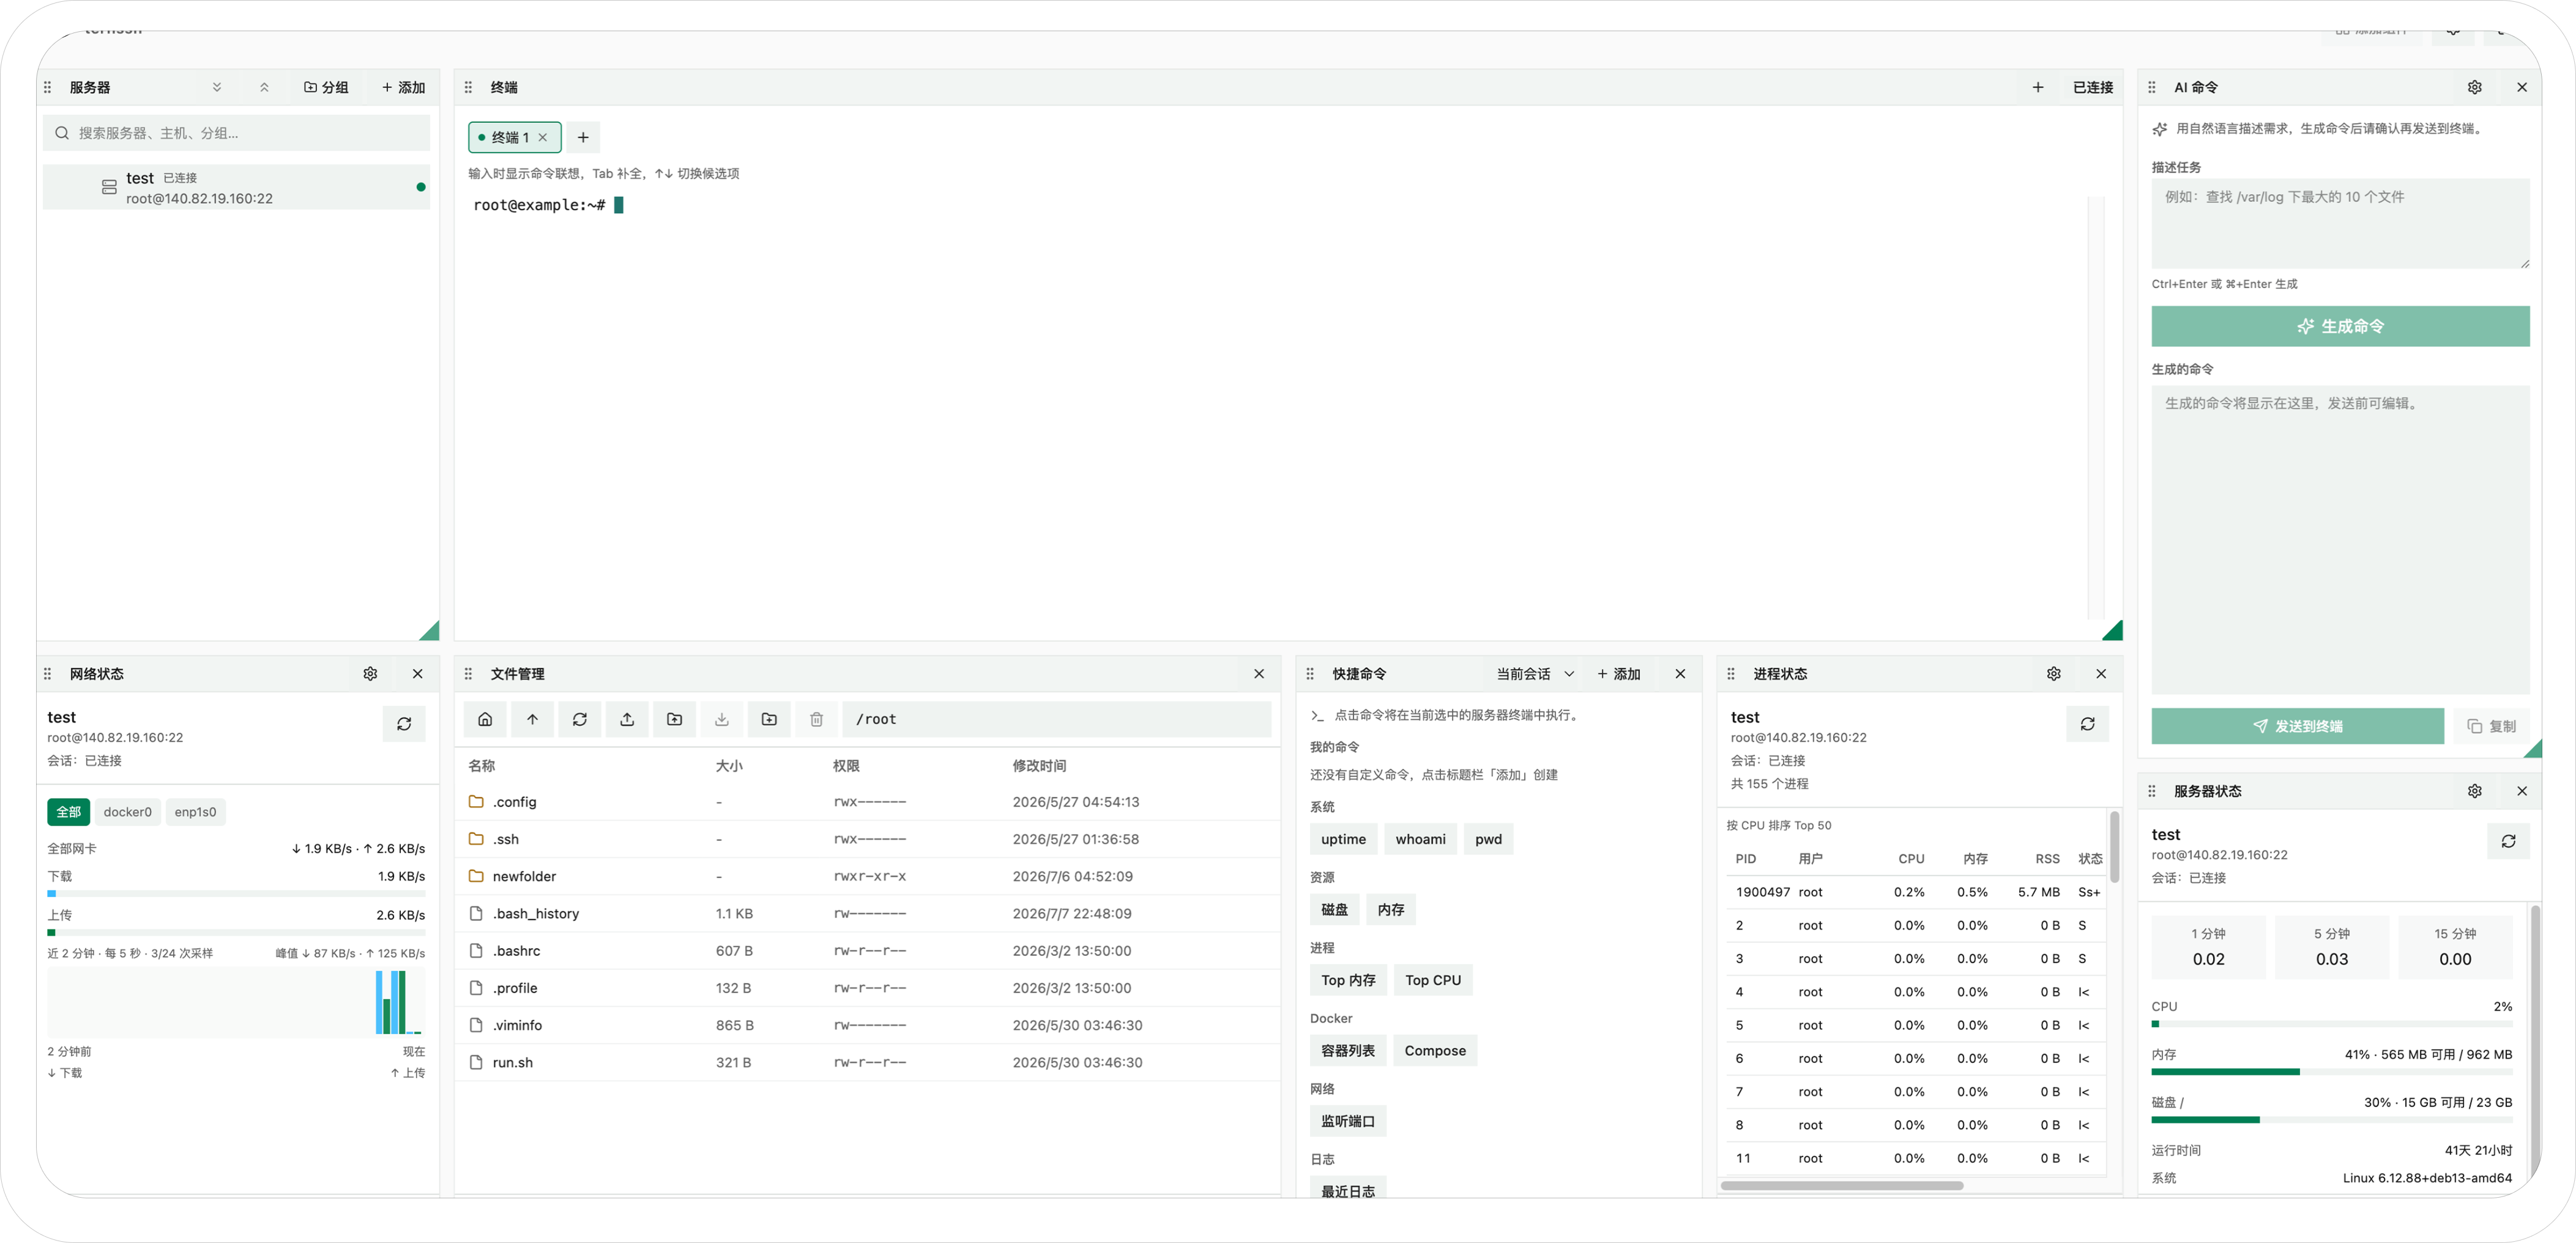 服务器
分组
添加
搜索服务器、主机、分组...
test 已连接
root@140.82.19.160:22
终端
已连接
终端 1
输入时显示命令联想，Tab 补全，↑↓ 切换候选项
root@example:~#
AI 命令
用自然语言描述需求，生成命令后请确认再发送到终端。
描述任务
例如：查找 /var/log 下最大的 10 个文件
Ctrl+Enter 或 ⌘+Enter 生成
生成命令
生成的命令
生成的命令将显示在这里，发送前可编辑。
发送到终端
复制
网络状态
test
root@140.82.19.160:22
会话：已连接
全部 docker0 enp1s0
全部网卡 ↓ 1.9 KB/s · ↑ 2.6 KB/s
下载 1.9 KB/s
上传 2.6 KB/s
近 2 分钟 · 每 5 秒 · 3/24 次采样 峰值 ↓ 87 KB/s · ↑ 125 KB/s
2 分钟前 现在
↓ 下载 ↑ 上传
文件管理
/root
名称 大小 权限 修改时间
.config - rwx------ 2026/5/27 04:54:13
.ssh - rwx------ 2026/5/27 01:36:58
newfolder - rwxr-xr-x 2026/7/6 04:52:09
.bash_history 1.1 KB rw------- 2026/7/7 22:48:09
.bashrc 607 B rw-r--r-- 2026/3/2 13:50:00
.profile 132 B rw-r--r-- 2026/3/2 13:50:00
.viminfo 865 B rw------- 2026/5/30 03:46:30
run.sh 321 B rw-r--r-- 2026/5/30 03:46:30
快捷命令 当前会话 添加
点击命令将在当前选中的服务器终端中执行。
我的命令
还没有自定义命令，点击标题栏「添加」创建
系统
uptime whoami pwd
资源
磁盘 内存
进程
Top 内存 Top CPU
Docker
容器列表 Compose
网络
监听端口
日志
最近日志
进程状态
test
root@140.82.19.160:22
会话：已连接
共 155 个进程
按 CPU 排序 Top 50
PID 用户 CPU 内存 RSS 状态
1900497 root 0.2% 0.5% 5.7 MB Ss+
2 root 0.0% 0.0% 0 B S
3 root 0.0% 0.0% 0 B S
4 root 0.0% 0.0% 0 B I<
5 root 0.0% 0.0% 0 B I<
6 root 0.0% 0.0% 0 B I<
7 root 0.0% 0.0% 0 B I<
8 root 0.0% 0.0% 0 B I<
11 root 0.0% 0.0% 0 B I<
服务器状态
test
root@140.82.19.160:22
会话：已连接
1 分钟 5 分钟 15 分钟
0.02 0.03 0.00
CPU 2%
内存 41% · 565 MB 可用 / 962 MB
磁盘 / 30% · 15 GB 可用 / 23 GB
运行时间 41天 21小时
系统 Linux 6.12.88+deb13-amd64